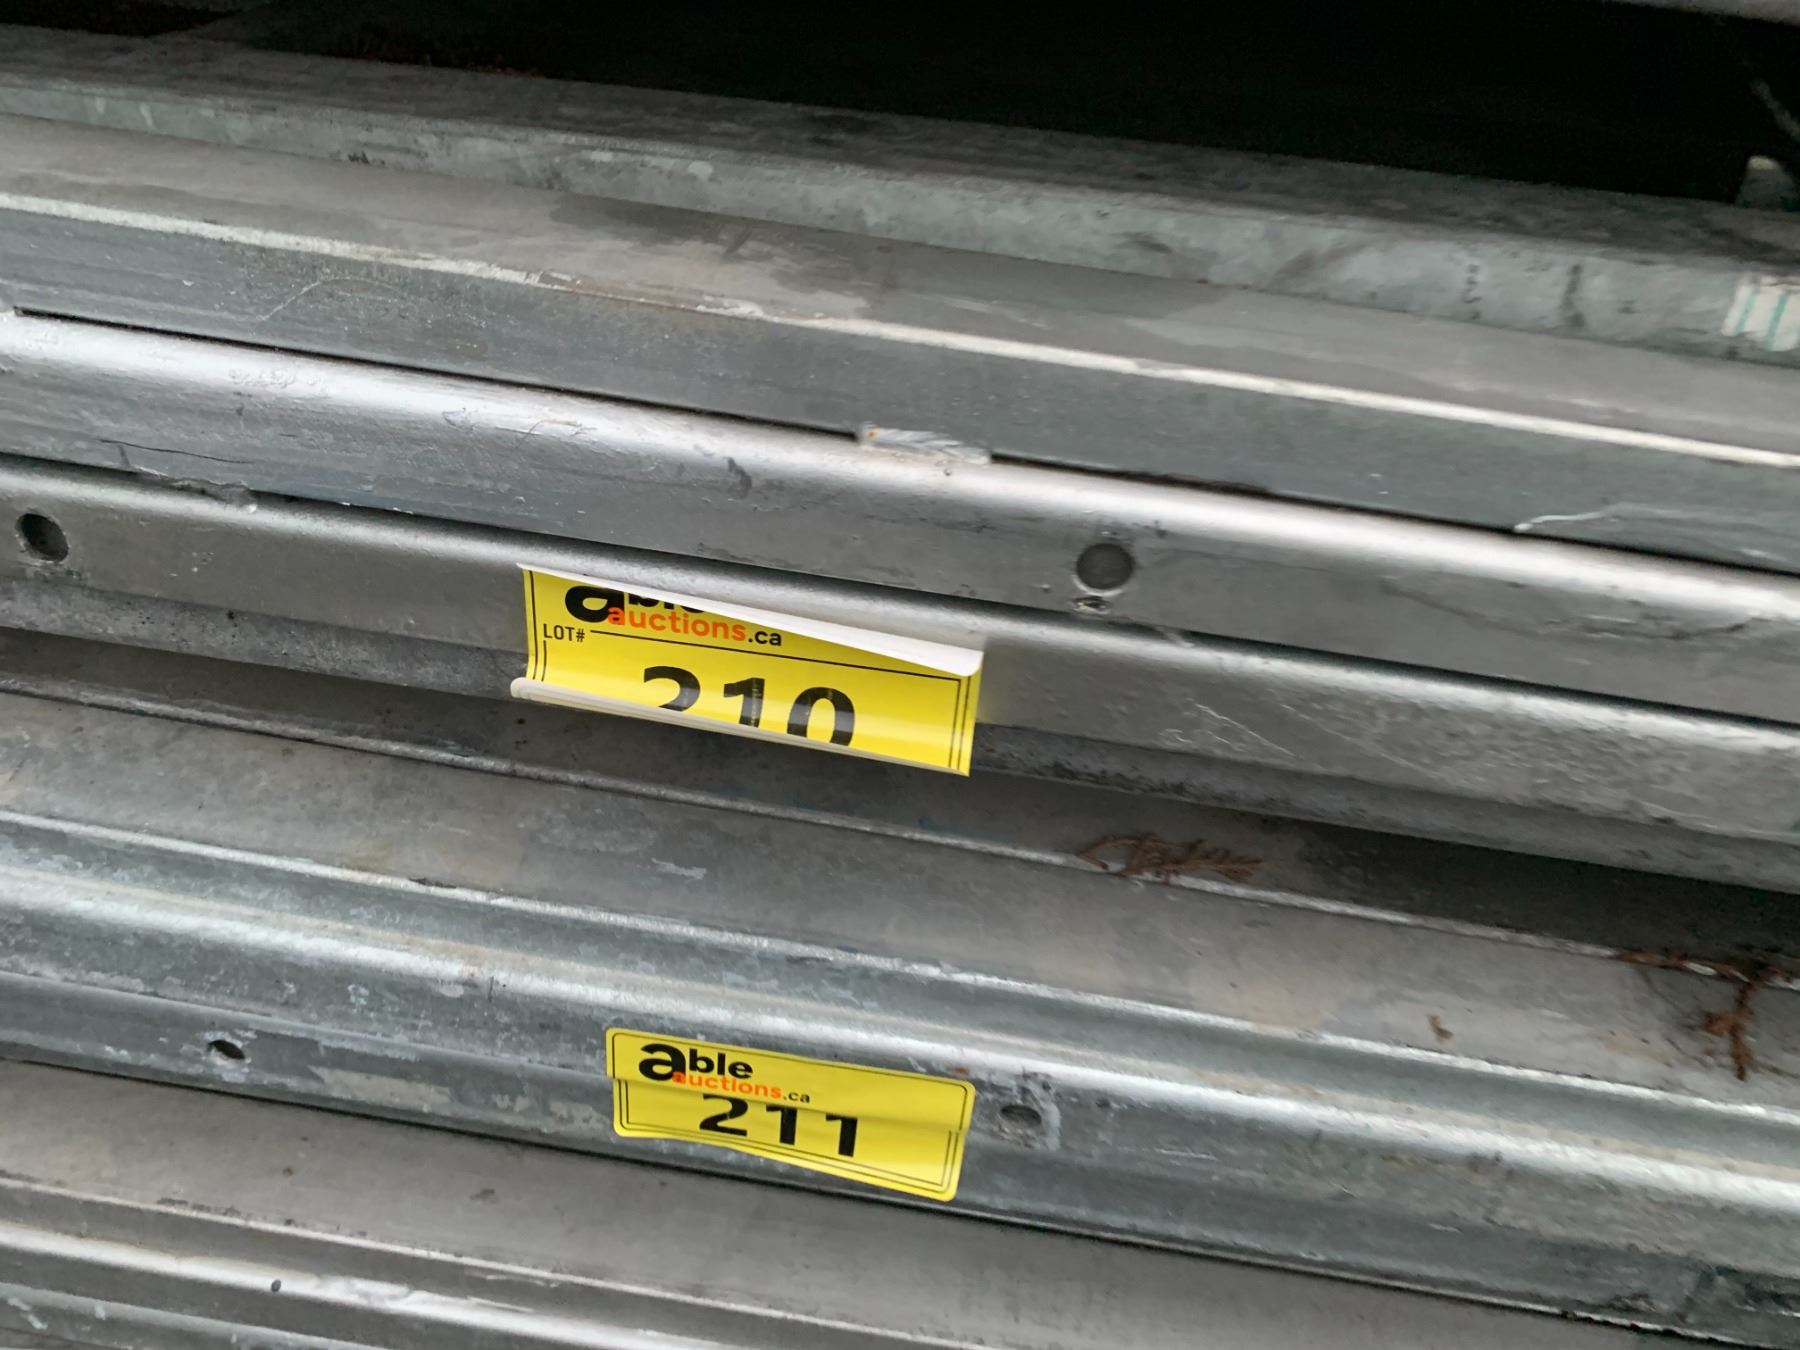 able
auctions.ca
LOT#
210
able
auctions.ca
211